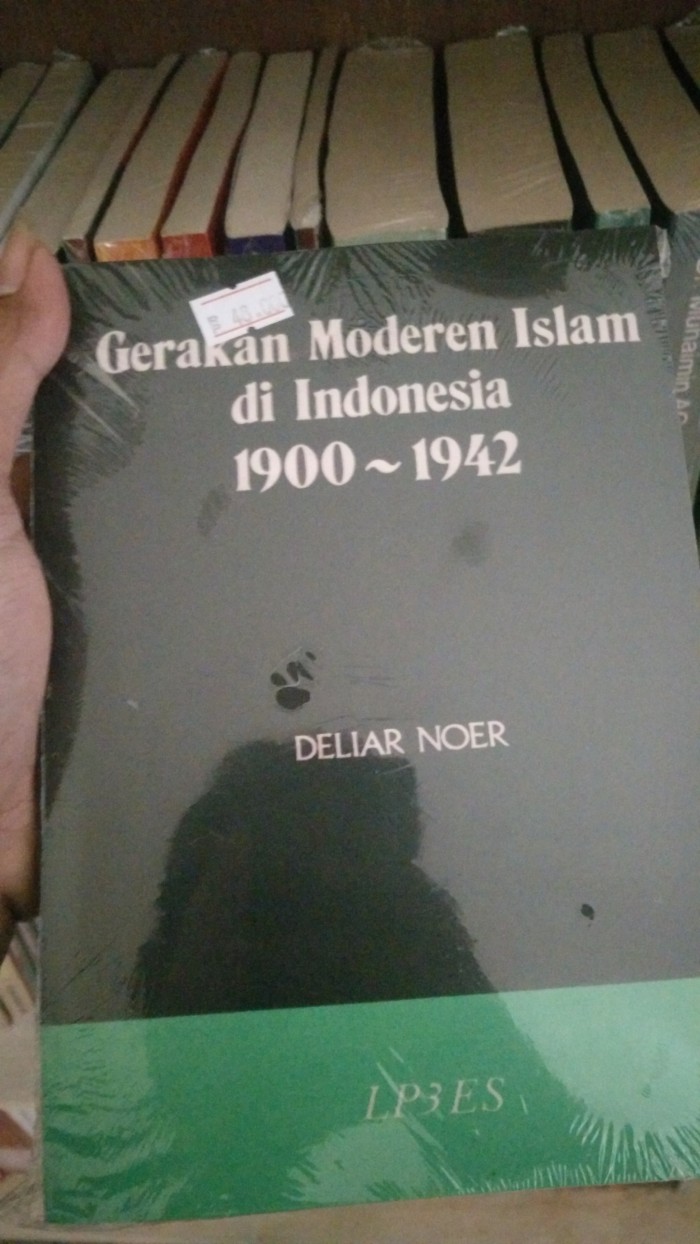 Gerakan Moderen Islam
di Indonesia
1900~1942
DELIAR NOER
LP3ES